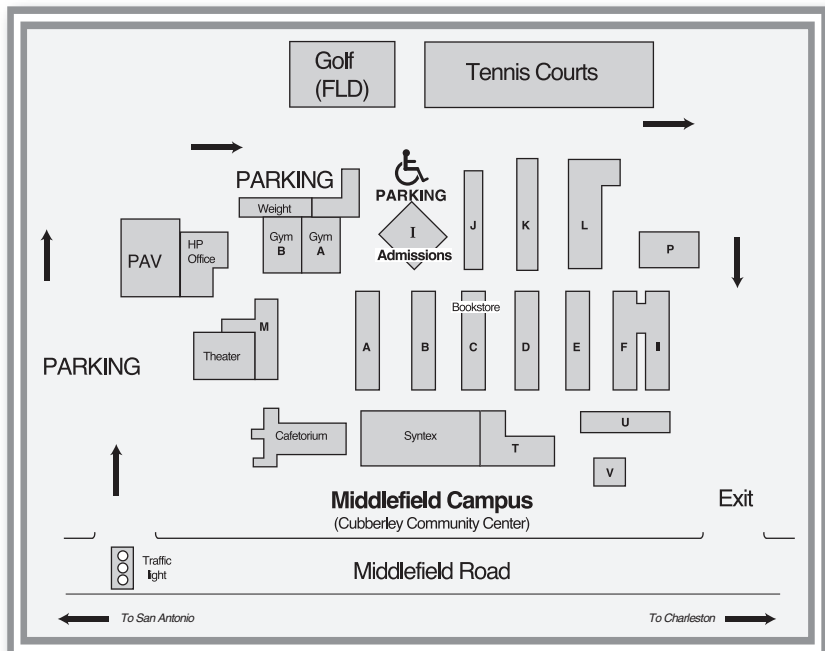 Golf
(FLD)
Tennis Courts
PARKING
PARKING
Weight
Gym
B
Gym
A
I
Admissions
J
K
L
P
PAV
HP
Office
M
Theater
PARKING
A
B
Bookstore
C
D
E
F
II
Cafetorium
Syntex
T
U
V
Middlefield Campus
(Cubberley Community Center)
Exit
Traffic
light
Middlefield Road
To San Antonio
To Charleston